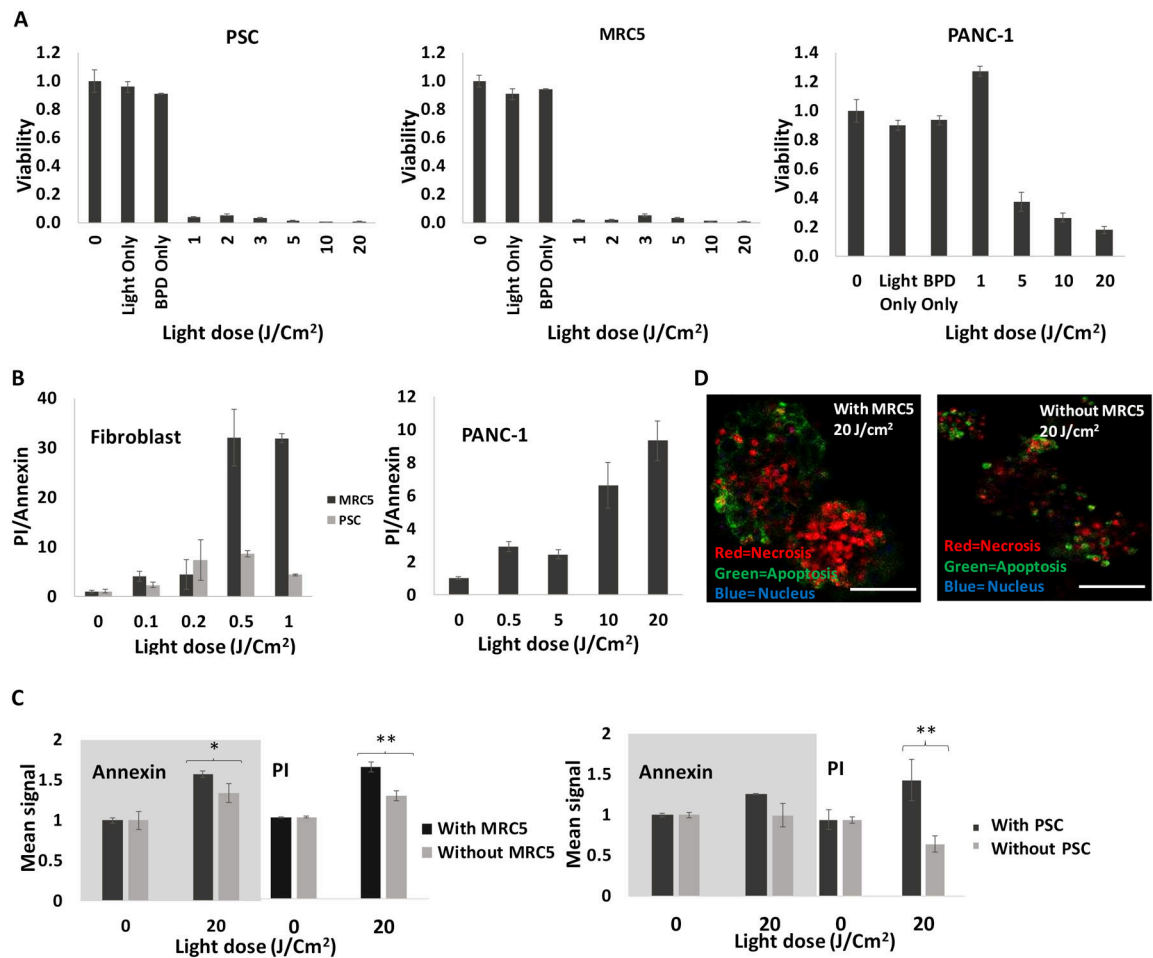 A
PSC
1.2
1.0
0.8
0.6
0.4
0.2
0.0
Viability
0
Light Only
BPD Only
1
2
3
5
10
20
Light dose (J/Cm²)
MRC5
1.2
1.0
0.8
0.6
0.4
0.2
0.0
Viability
0
Light Only
BPD Only
1
2
3
5
10
20
Light dose (J/Cm²)
PANC-1
1.4
1.2
1.0
0.8
0.6
0.4
0.2
0.0
Viability
0 Light BPD 1 5 10 20
Only Only
Light dose (J/Cm²)
B
40
30
20
10
0
PI/Annexin
Fibroblast
MRC5
PSC
0 0.1 0.2 0.5 1
Light dose (J/Cm²)
12
10
8
6
4
2
0
PI/Annexin
PANC-1
0 0.5 5 10 20
Light dose (J/Cm²)
D
With MRC5
20 J/cm²
Red=Necrosis
Green=Apoptosis
Blue= Nucleus
Without MRC5
20 J/cm²
Red=Necrosis
Green=Apoptosis
Blue= Nucleus
C
2
1.5
1
0.5
0
Mean signal
Annexin
*
PI
**
With MRC5
Without MRC5
0 20 0 20
Light dose (J/Cm²)
2
1.5
1
0.5
0
Mean signal
Annexin
PI
**
With PSC
Without PSC
0 20 0 20
Light dose (J/Cm²)